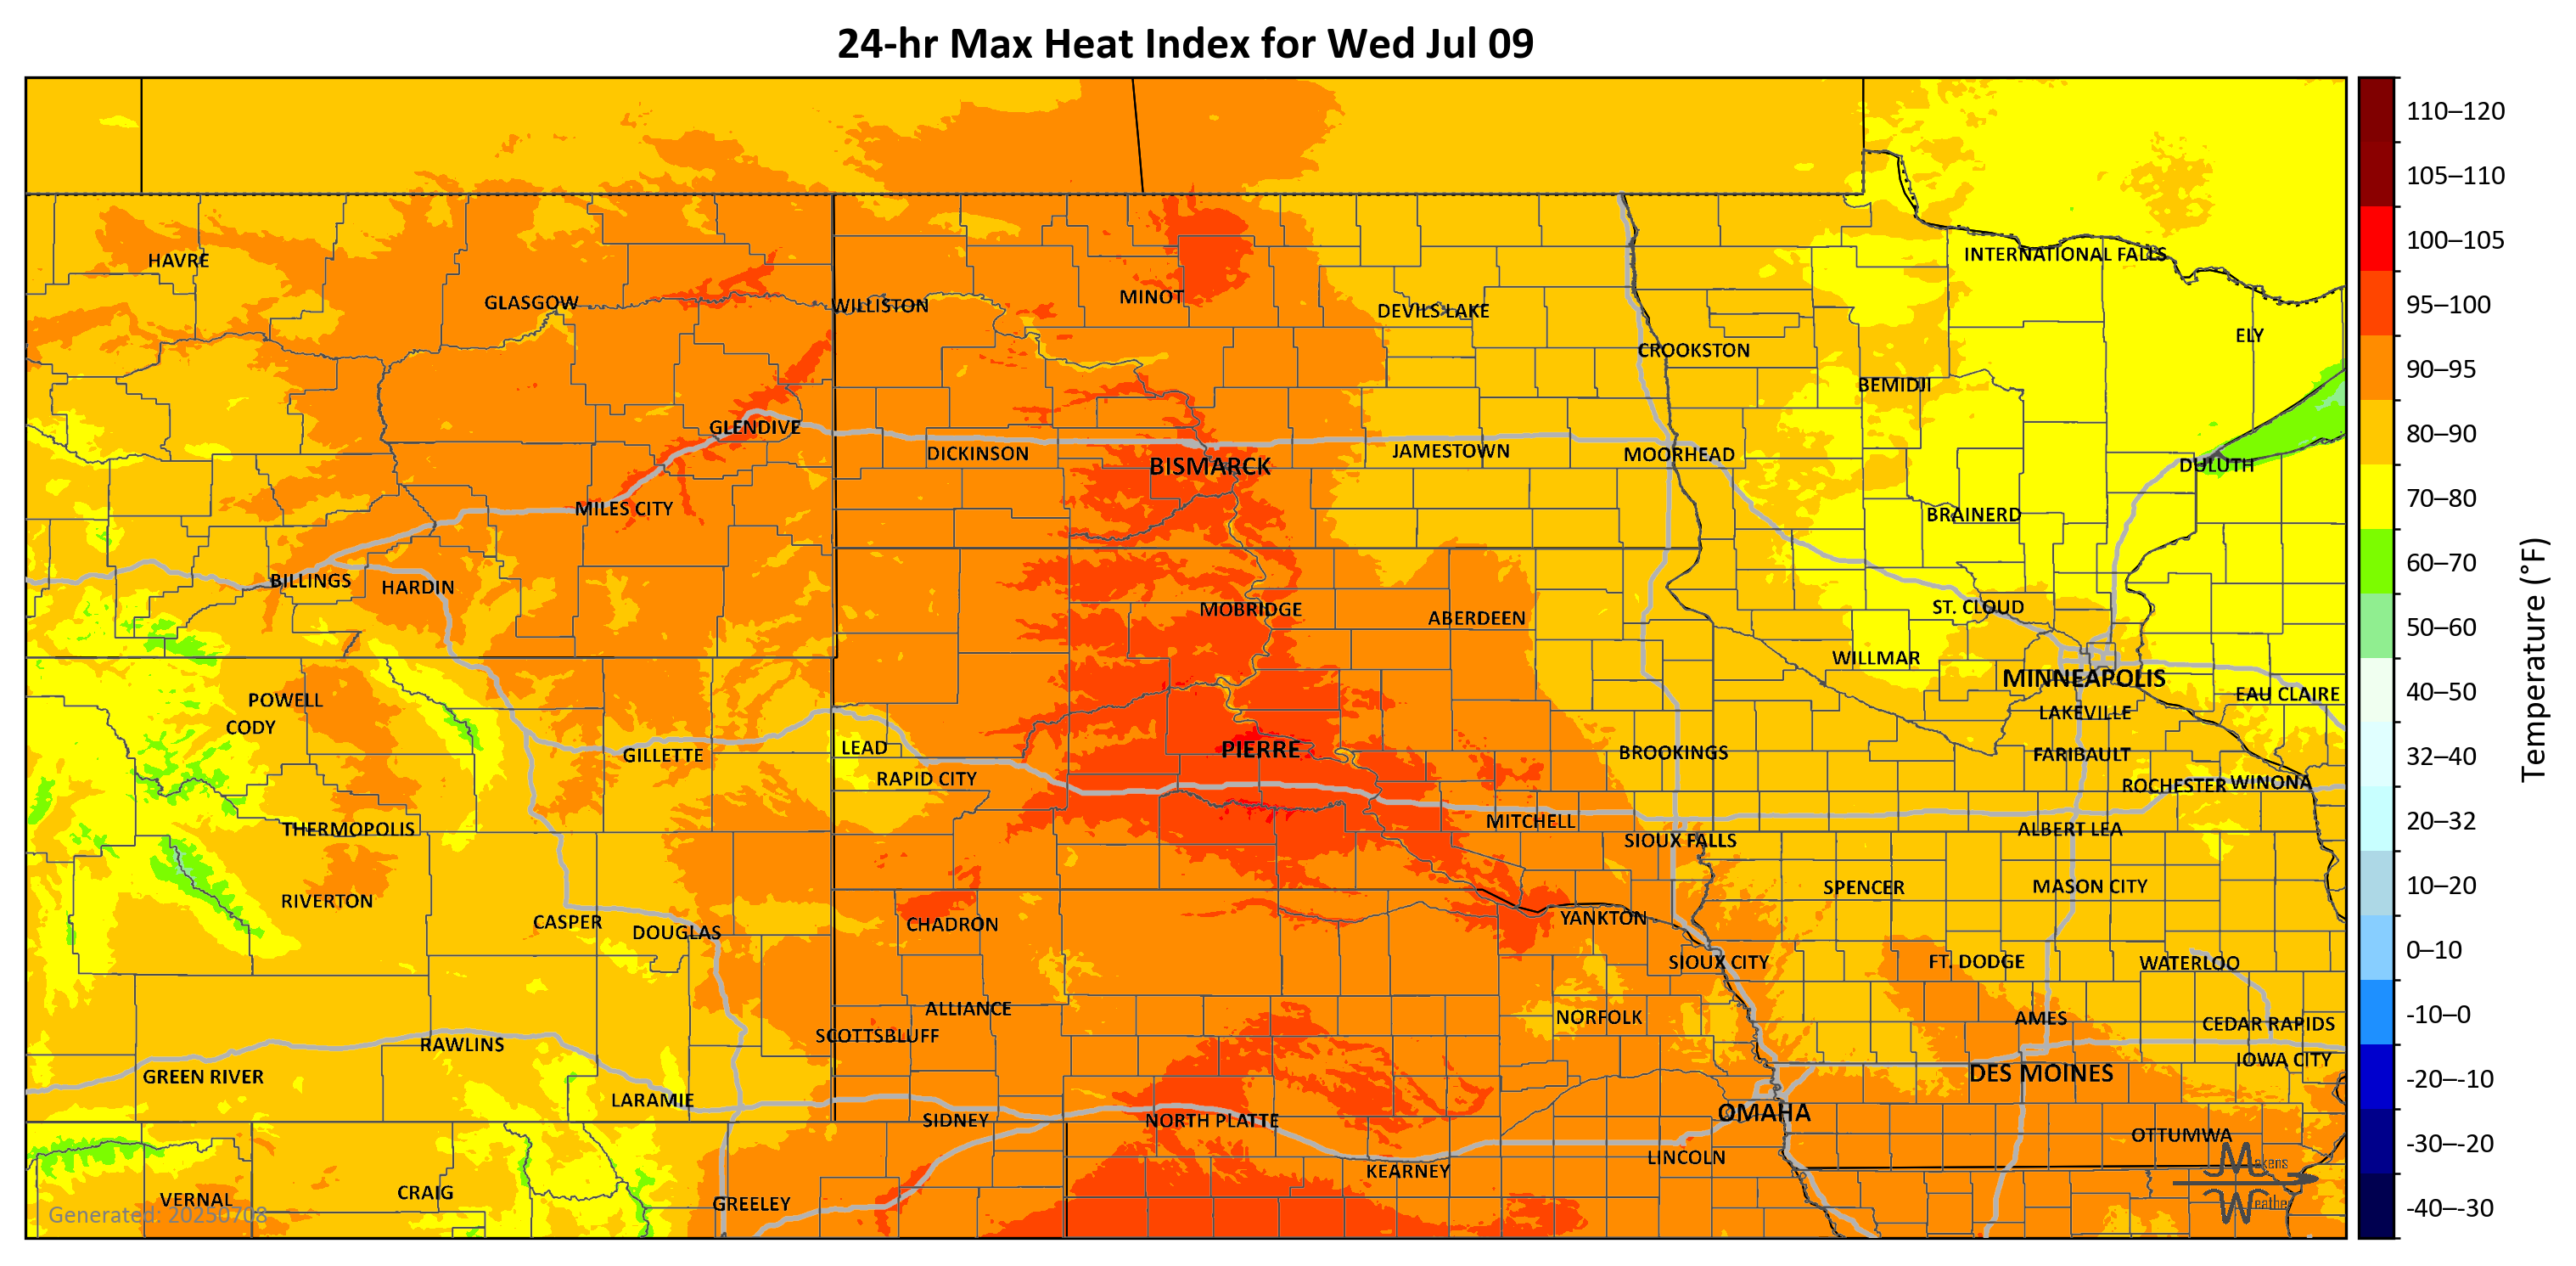 24-hr Max Heat Index for Wed Jul 09
110–120
105–110
100–105
95–100
90–95
80–90
70–80
60–70
50–60
40–50
32–40
20–32
10–20
0–10
-10–0
-20–-10
-30–-20
-40–-30
Temperature (°F)
HAVRE
INTERNATIONAL FALLS
GLASGOW
WILLISTON
MINOT
DEVILS LAKE
ELY
CROOKSTON
BEMIDJI
GLENDIVE
DICKINSON
BISMARCK
JAMESTOWN
MOORHEAD
DULUTH
MILES CITY
BRAINERD
BILLINGS
HARDIN
MOBRIDGE
ABERDEEN
ST. CLOUD
WILLMAR
MINNEAPOLIS
EAU CLAIRE
POWELL
CODY
LAKEVILLE
GILLETTE
LEAD
PIERRE
BROOKINGS
FARIBAULT
RAPID CITY
ROCHESTER
WINONA
THERMOPOLIS
MITCHELL
SIOUX FALLS
ALBERT LEA
RIVERTON
SPENCER
MASON CITY
CASPER
DOUGLAS
CHADRON
YANKTON
SIOUX CITY
FT. DODGE
WATERLOO
ALLIANCE
NORFOLK
AMES
CEDAR RAPIDS
SCOTTSBLUFF
RAWLINS
IOWA CITY
GREEN RIVER
DES MOINES
LARAMIE
SIDNEY
NORTH PLATTE
OMAHA
OTTUMWA
KEARNEY
LINCOLN
VERNAL
CRAIG
GREELEY
Makens
Weather
Generated: 20250708